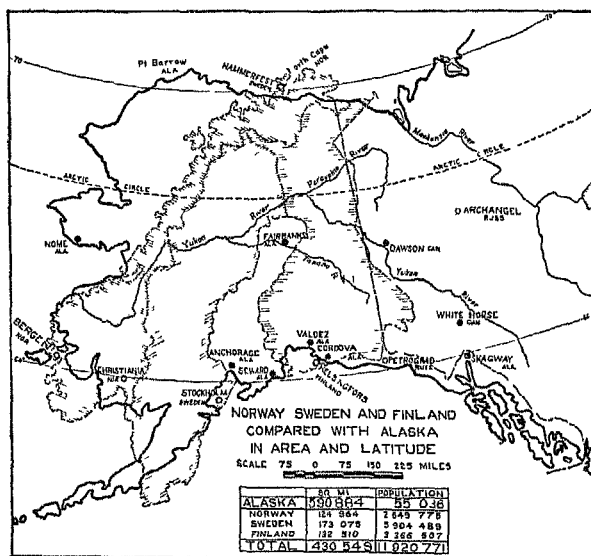 70
70
Pt Barrow
ALA
HAMMERFEST
North Cape
NOR
Mackenzie River
ARCTIC CIRCLE
ARCTIC CIRCLE
Porcupine River
ARCHANGEL
RUSS
NOME
ALA
Yukon River
FAIRBANKS
ALA
DAWSON CAN
Tanana R
Yukon River
WHITE HORSE
CAN
BERGEN
NOR
VALDEZ
ALA
CORDOVA
ALA
CHRISTIANIA
NOR
ANCHORAGE
ALA
SEWARD
ALA
PETROGRAD
RUSS
SKAGWAY
ALA
HELSINGFORS
FINLAND
STOCKHOLM
SWEDEN
NORWAY SWEDEN AND FINLAND
COMPARED WITH ALASKA
IN AREA AND LATITUDE
SCALE 75 0 75 150 225 MILES
SQ MI POPULATION
ALASKA 590 884 55 036
NORWAY 124 964 2 649 775
SWEDEN 173 075 5 904 489
FINLAND 132 510 3 366 507
TOTAL 430 549 11 920 771